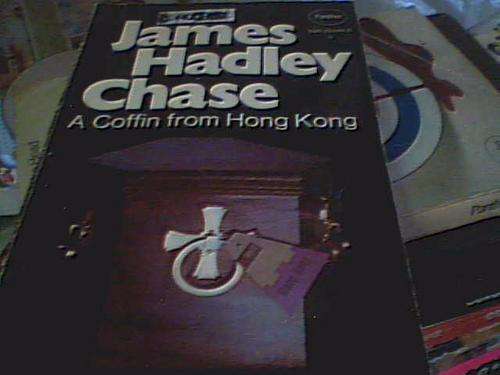 James
Hadley
Chase
A Coffin from Hong Kong